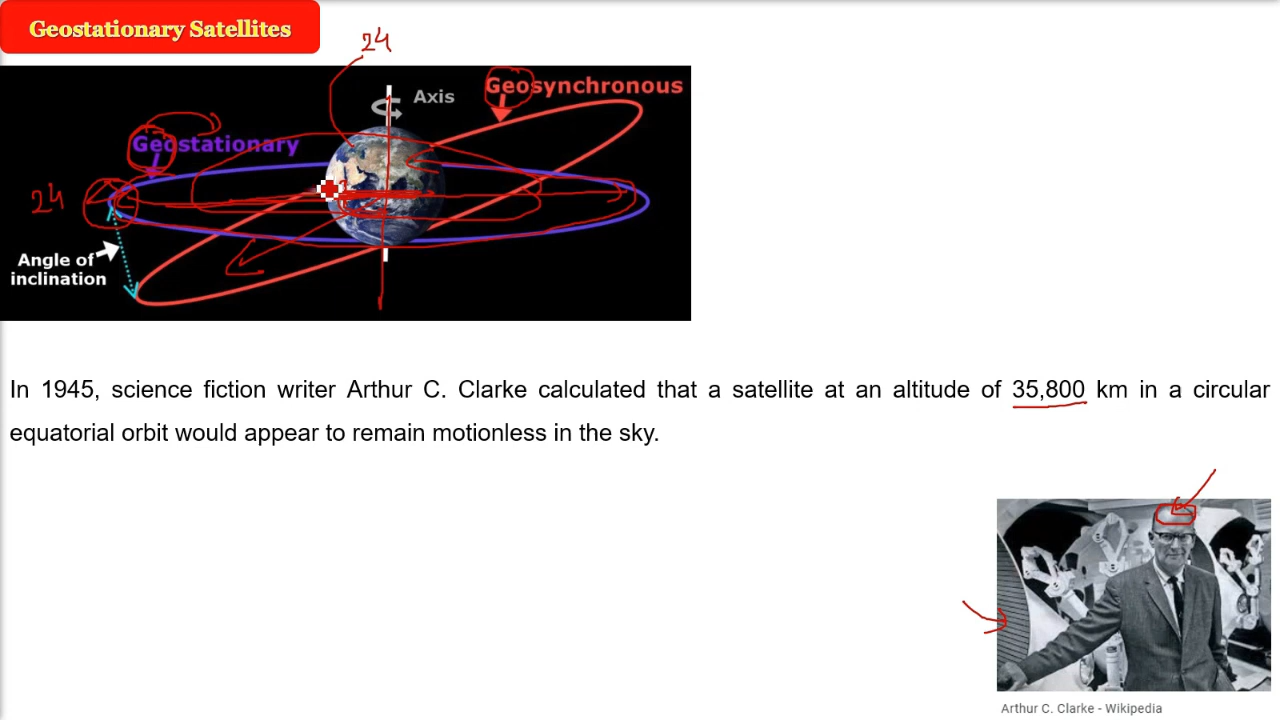 Geostationary Satellites
24
Axis
Geosynchronous
Geostationary
24
Angle of
inclination
In 1945, science fiction writer Arthur C. Clarke calculated that a satellite at an altitude of 35,800 km in a circular
equatorial orbit would appear to remain motionless in the sky.
Arthur C. Clarke - Wikipedia